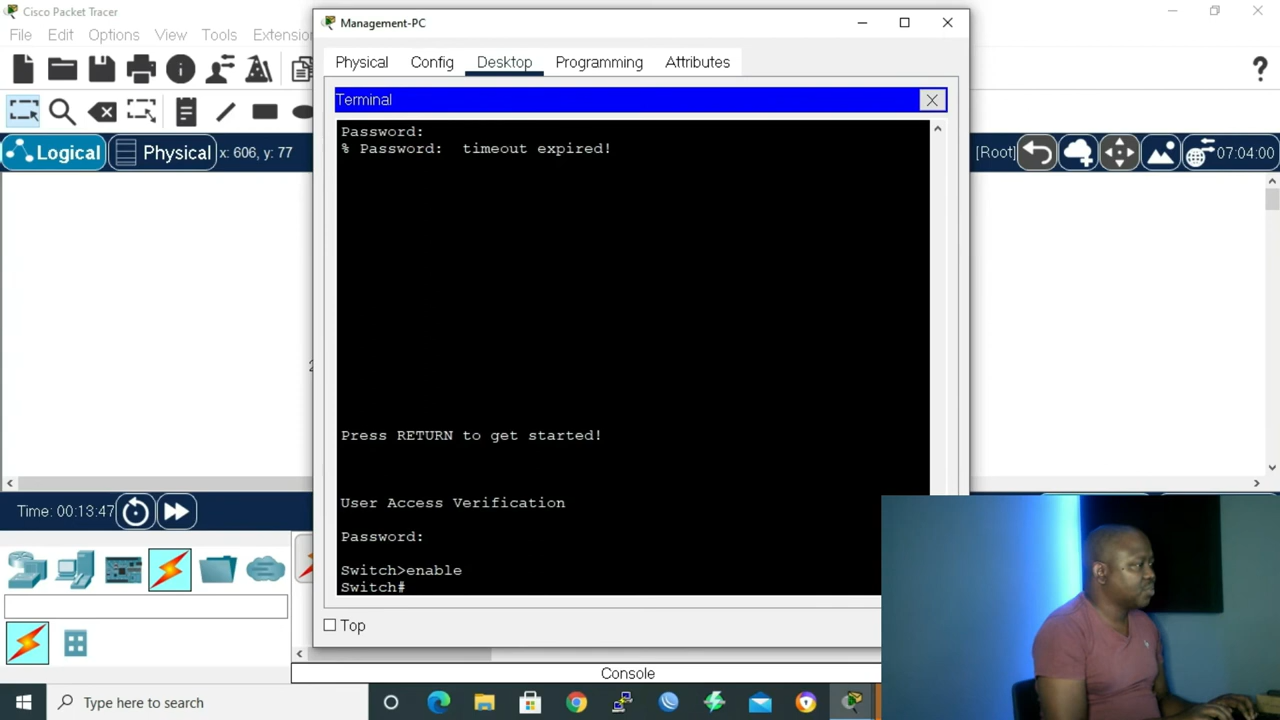 Cisco Packet Tracer
File Edit Options View Tools Extension
Logical Physical x: 606, y: 77
[Root] 07:04:00
Time: 00:13:47
Management-PC
Physical Config Desktop Programming Attributes
Terminal X
Password:
% Password:  timeout expired!
Press RETURN to get started!
User Access Verification
Password:
Switch>enable
Switch#
Top
Console
Type here to search